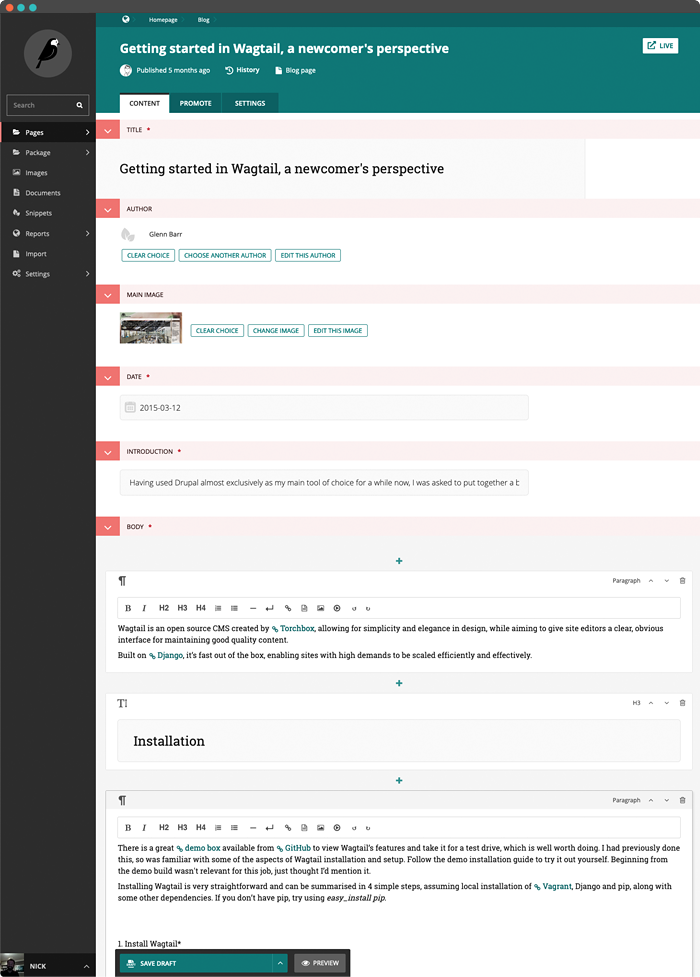 Homepage Blog
Getting started in Wagtail, a newcomer's perspective
LIVE
Published 5 months ago History Blog page
CONTENT PROMOTE SETTINGS
Search
Pages
Package
Images
Documents
Snippets
Reports
Import
Settings
TITLE *
Getting started in Wagtail, a newcomer's perspective
AUTHOR
Glenn Barr
CLEAR CHOICE CHOOSE ANOTHER AUTHOR EDIT THIS AUTHOR
MAIN IMAGE
CLEAR CHOICE CHANGE IMAGE EDIT THIS IMAGE
DATE *
2015-03-12
INTRODUCTION *
Having used Drupal almost exclusively as my main tool of choice for a while now, I was asked to put together a b
BODY *
Paragraph
B I H2 H3 H4
Wagtail is an open source CMS created by Torchbox, allowing for simplicity and elegance in design, while aiming to give site editors a clear, obvious
interface for maintaining good quality content.
Built on Django, it's fast out of the box, enabling sites with high demands to be scaled efficiently and effectively.
H3
Installation
Paragraph
B I H2 H3 H4
There is a great demo box available from GitHub to view Wagtail's features and take it for a test drive, which is well worth doing. I had previously done
this, so was familiar with some of the aspects of Wagtail installation and setup. Follow the demo installation guide to try it out yourself. Beginning from
the demo build wasn't relevant for this job, just thought I'd mention it.
Installing Wagtail is very straightforward and can be summarised in 4 simple steps, assuming local installation of Vagrant, Django and pip, along with
some other dependencies. If you don't have pip, try using easy_install pip.
1. Install Wagtail*
NICK
SAVE DRAFT PREVIEW